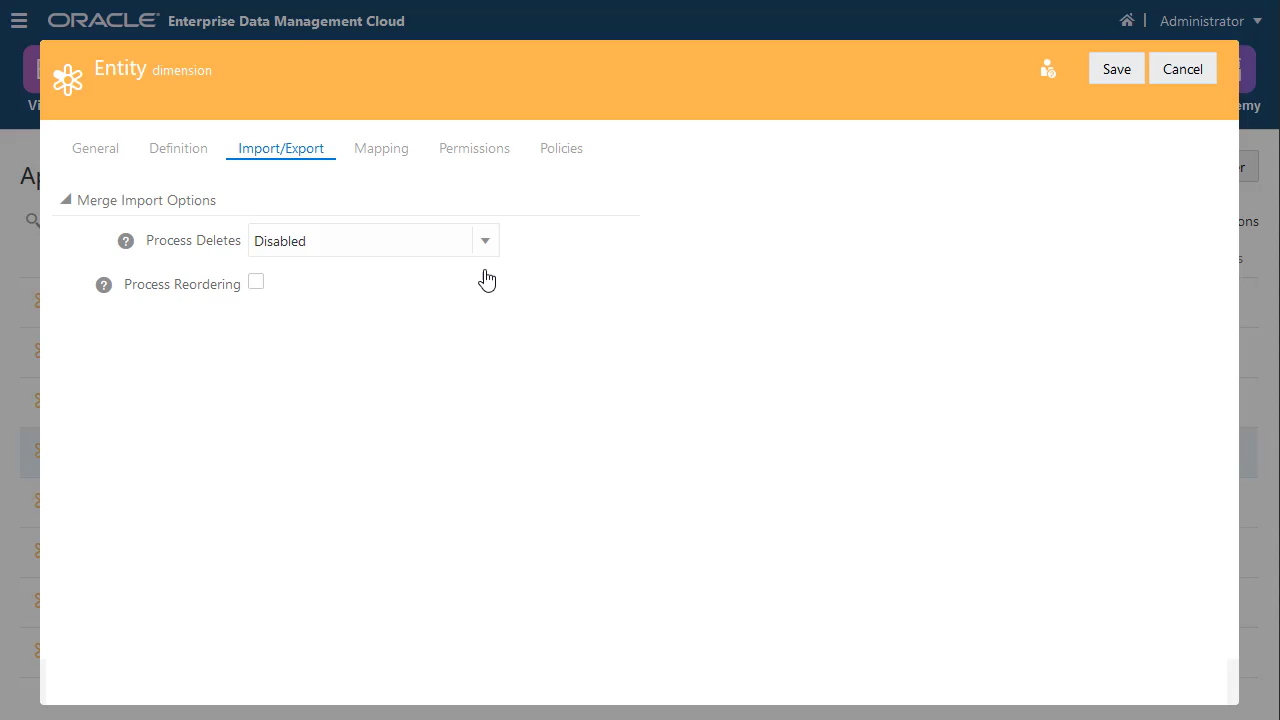 ORACLE® Enterprise Data Management Cloud
Administrator
Entity dimension
Save
Cancel
General
Definition
Import/Export
Mapping
Permissions
Policies
Merge Import Options
? Process Deletes Disabled
? Process Reordering